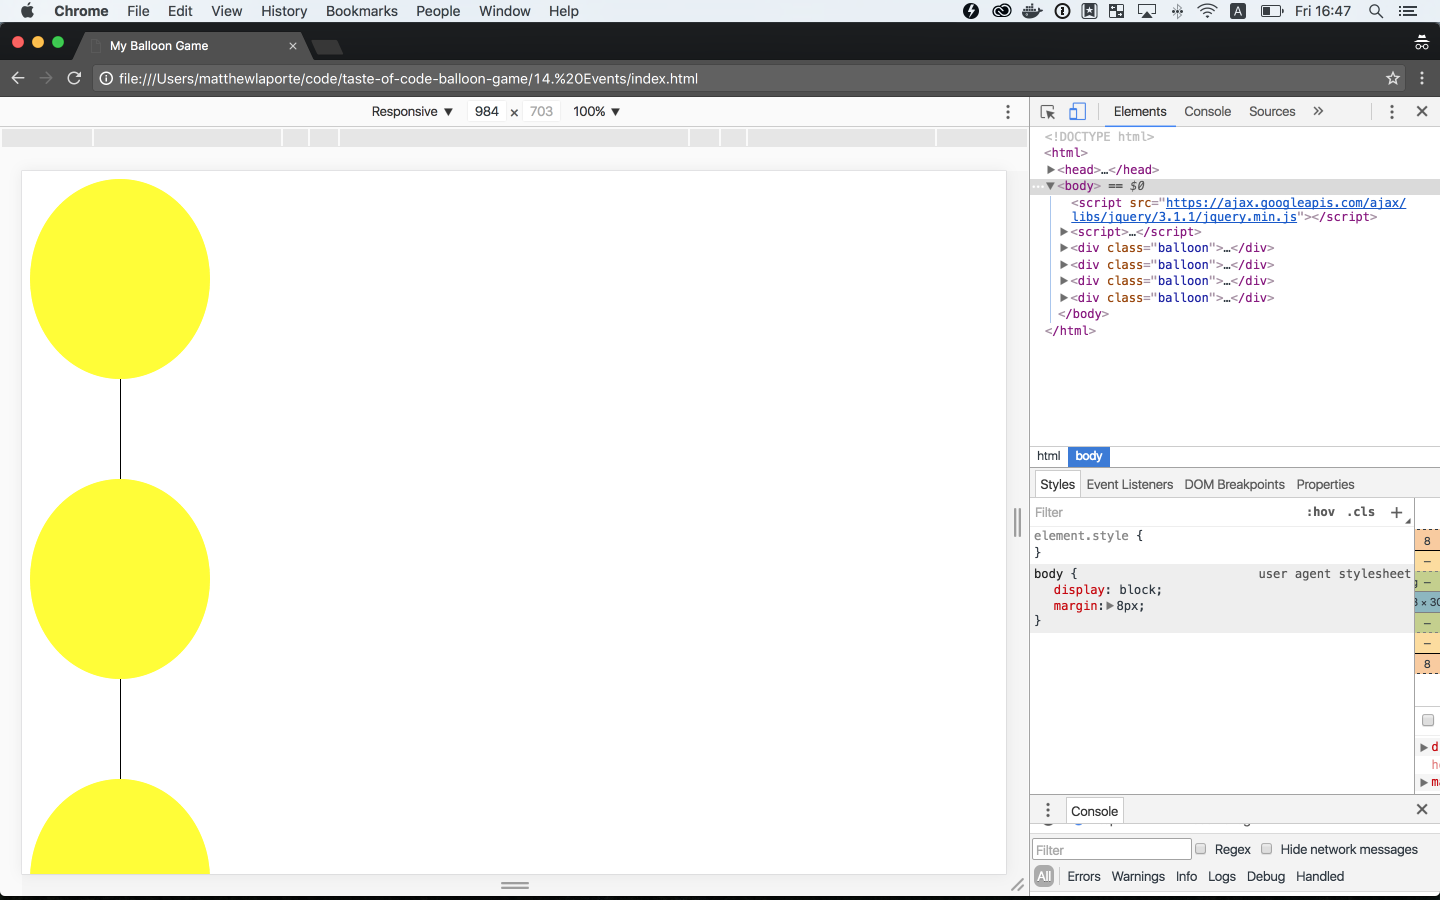 Chrome File Edit View History Bookmarks People Window Help A Fri 16:47
My Balloon Game
file:///Users/matthewlaporte/code/taste-of-code-balloon-game/14.%20Events/index.html
Responsive ▼ 984 × 703 100% ▼
Elements Console Sources »
<!DOCTYPE html>
<html>
▶<head>…</head>
…▼<body> == $0
<script src="https://ajax.googleapis.com/ajax/
libs/jquery/3.1.1/jquery.min.js"></script>
▶<script>…</script>
▶<div class="balloon">…</div>
▶<div class="balloon">…</div>
▶<div class="balloon">…</div>
▶<div class="balloon">…</div>
</body>
</html>
html body
Styles Event Listeners DOM Breakpoints Properties
Filter :hov .cls +
element.style {
}
body { user agent stylesheet
display: block;
margin:▶8px;
}
8
–
–
3 × 30
–
–
8
▶ d
he
▶ ma
Console
Filter Regex Hide network messages
All Errors Warnings Info Logs Debug Handled